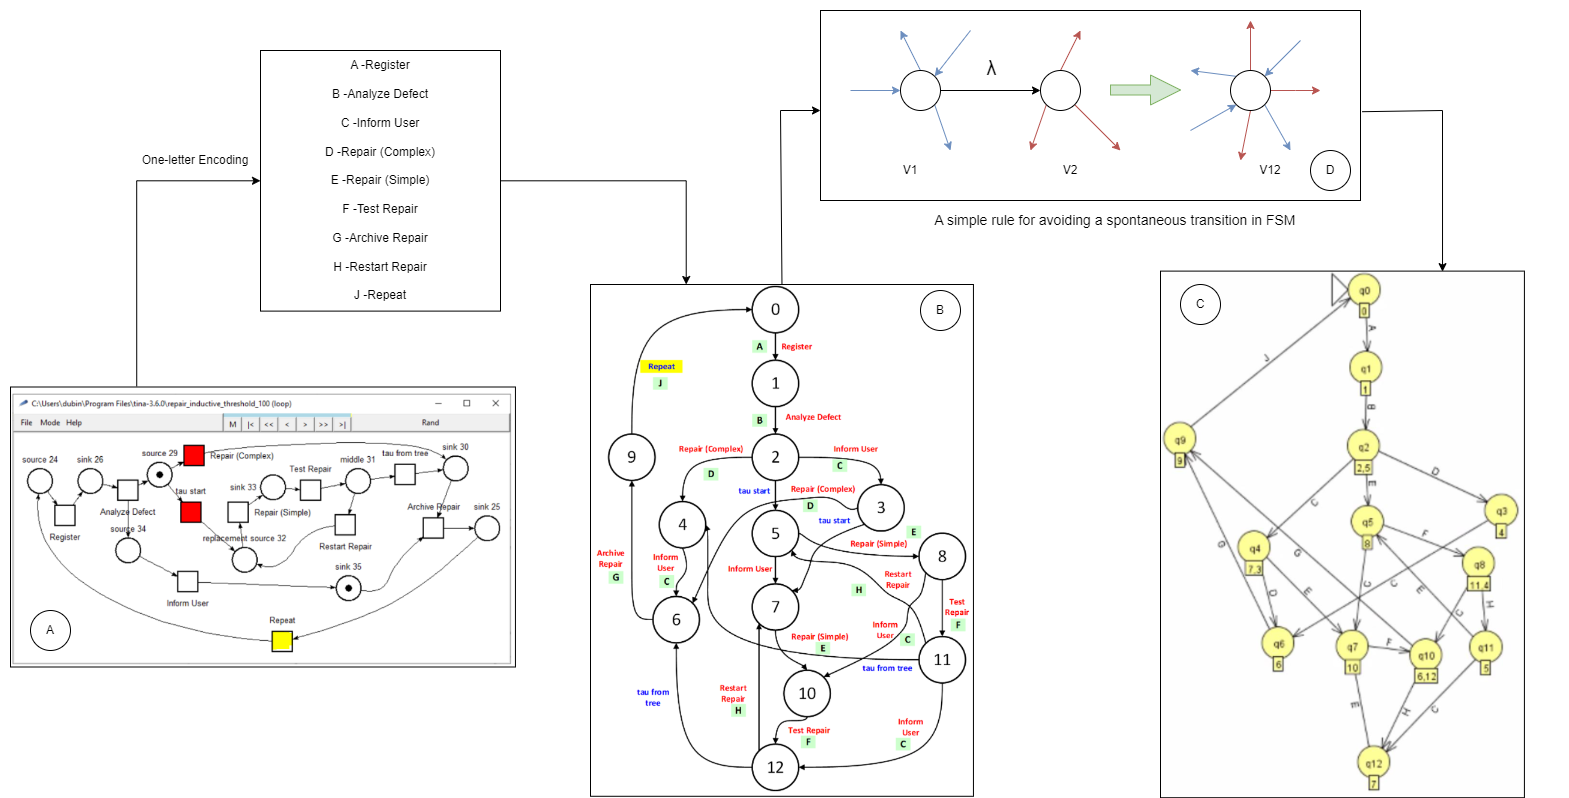 One-letter Encoding
A -Register
B -Analyze Defect
C -Inform User
D -Repair (Complex)
E -Repair (Simple)
F -Test Repair
G -Archive Repair
H -Restart Repair
J -Repeat
λ
V1
V2
V12
D
A simple rule for avoiding a spontaneous transition in FSM
C:\Users\dubin\Program Files\tina-3.6.0\repair_inductive_threshold_100 (loop)
File Mode Help
M |< << < > >> >|
Rand
source 24
sink 26
source 29
Repair (Complex)
sink 30
tau from tree
middle 31
Test Repair
sink 33
tau start
Repair (Simple)
Archive Repair
sink 25
Register
Analyze Defect
source 34
replacement source 32
Restart Repair
sink 35
Inform User
Repeat
A
B
0
A
Register
1
B
Analyze Defect
Repeat
J
9
2
Repair (Complex)
D
Inform User
C
tau start
Repair (Complex)
D
3
4
5
tau start
E
Repair (Simple)
8
Archive
Repair
G
Inform
User
C
Inform User
Restart
Repair
H
6
7
Test
Repair
F
Inform
User
C
Repair (Simple)
E
11
tau from tree
tau from
tree
Restart
Repair
H
10
Test Repair
F
Inform
User
C
12
C
q0
0
A
q1
1
B
J
q9
9
q2
2,5
D
C
E
q3
4
q5
8
F
q4
7,3
G
G
q8
11,4
D
E
C
C
E
C
H
q6
6
q7
10
F
q10
6,12
q11
5
E
H
C
q12
7